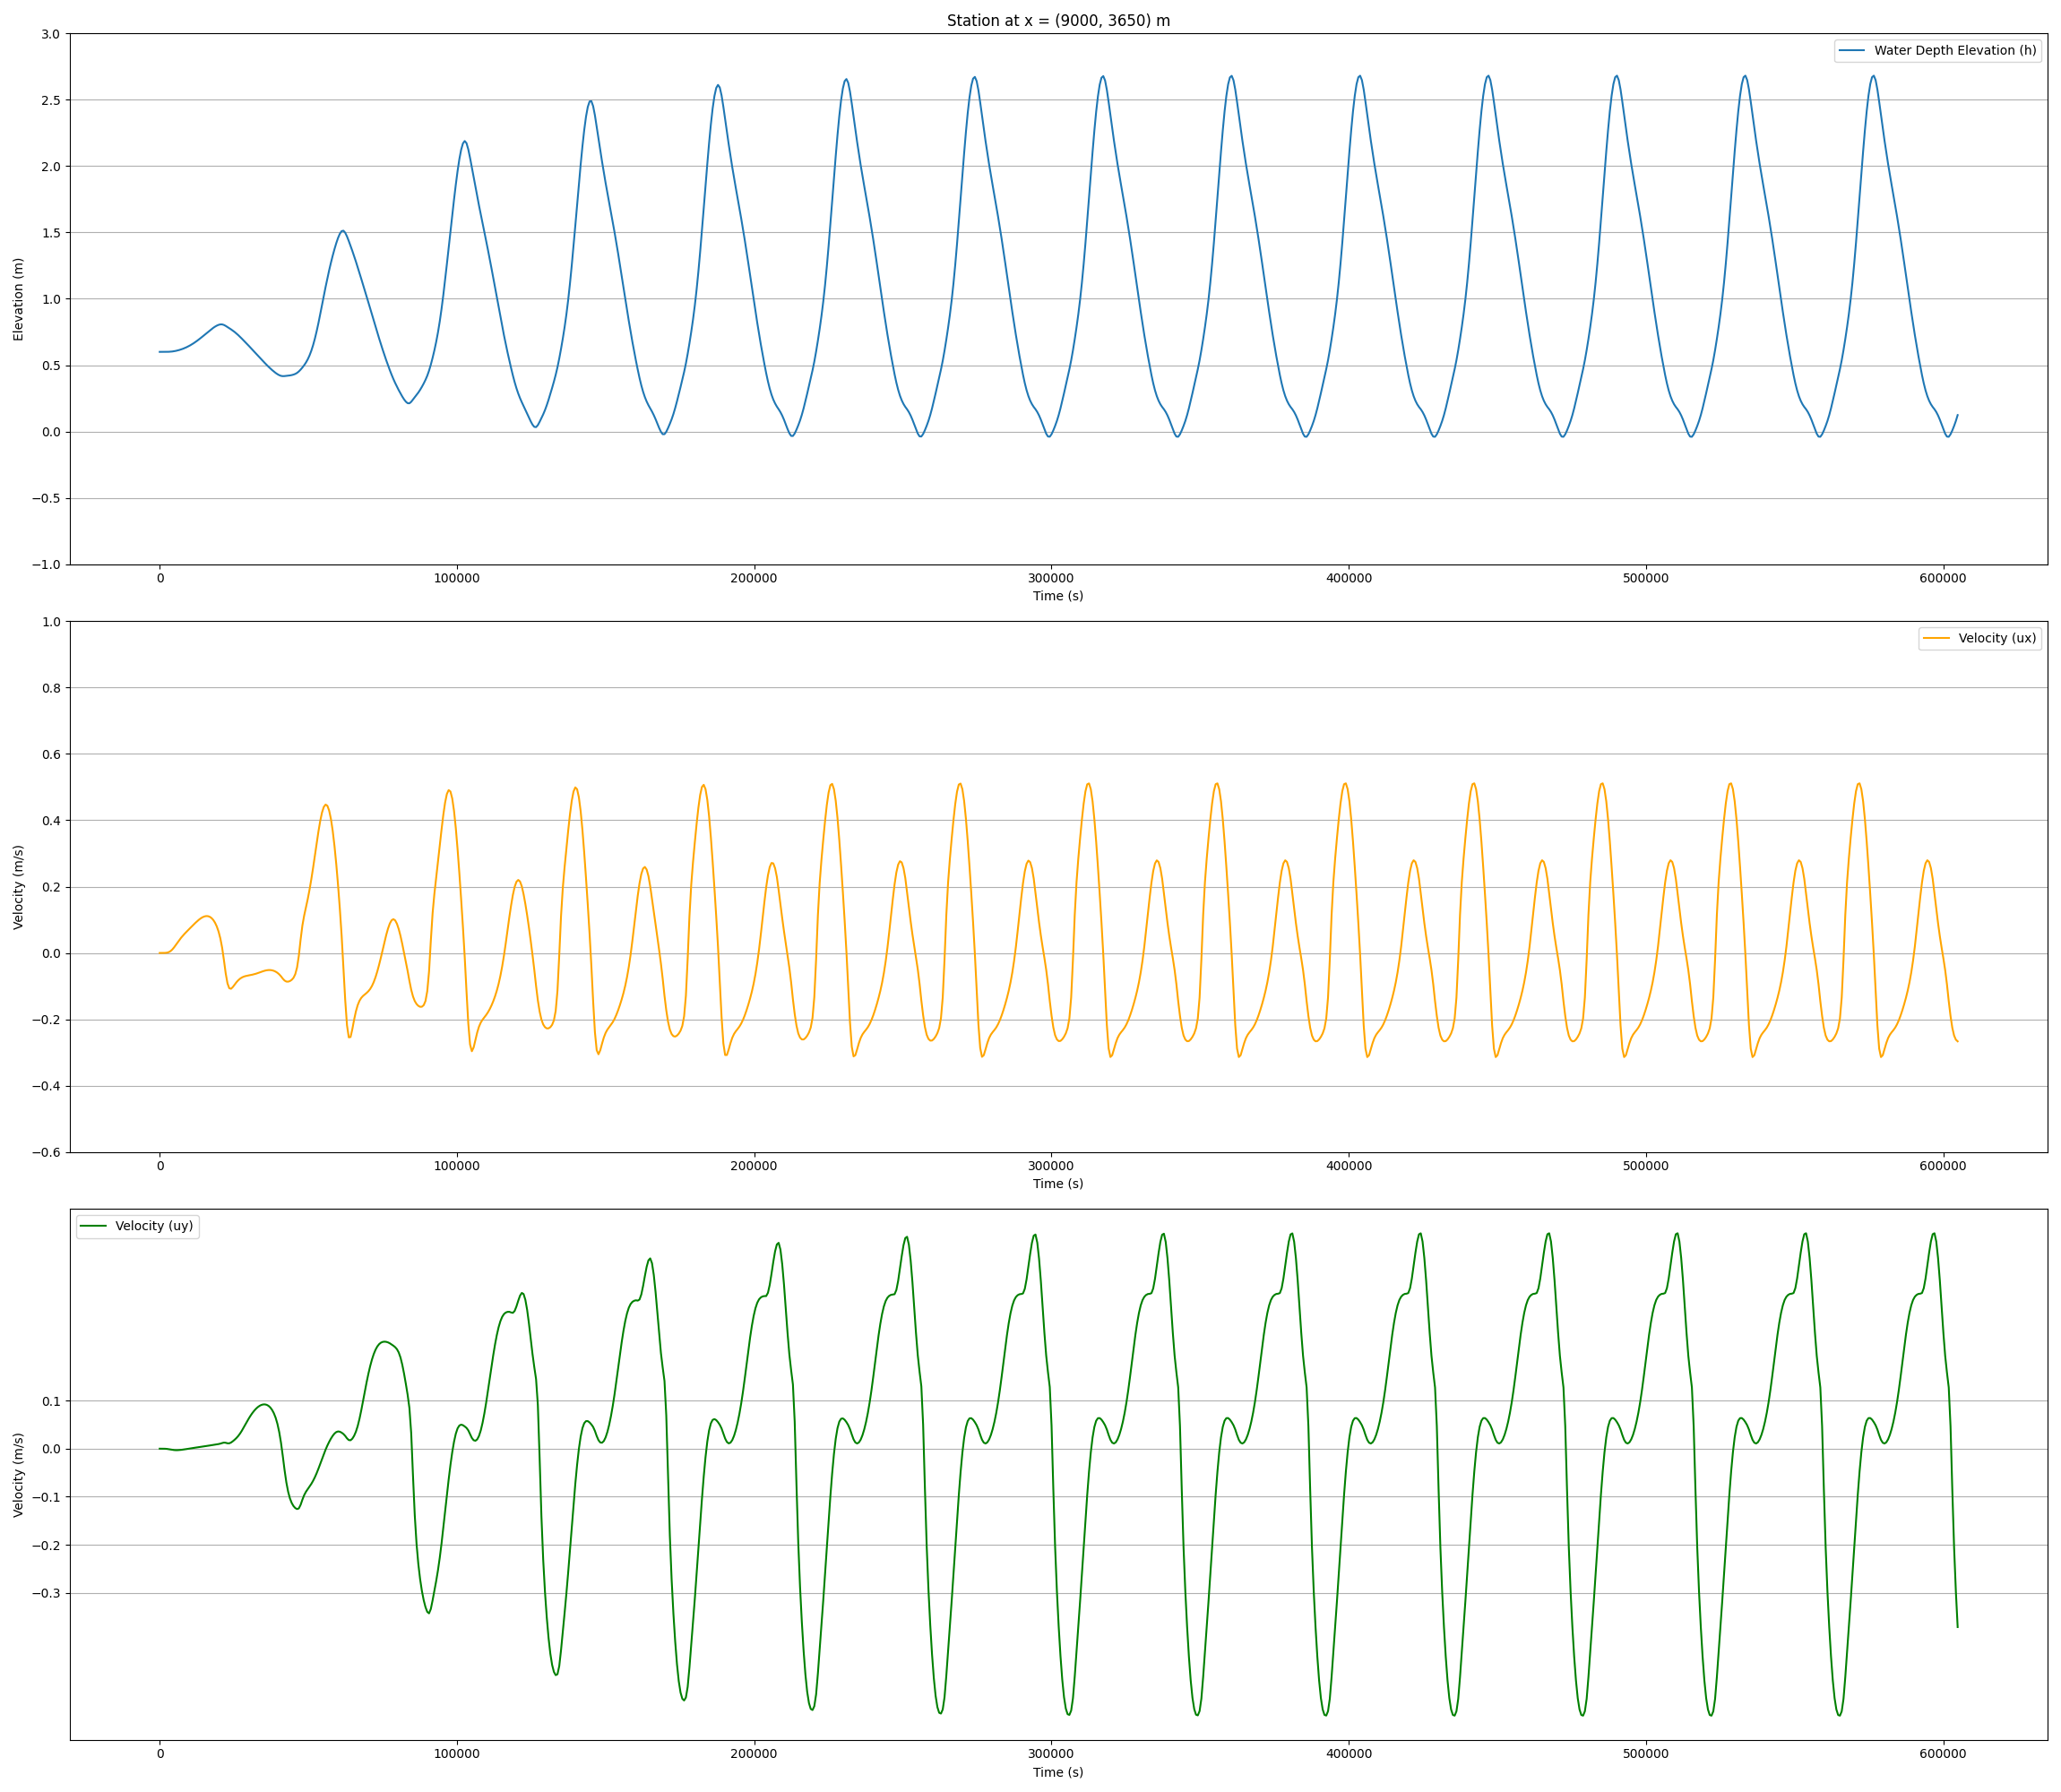 Station at x = (9000, 3650) m
Water Depth Elevation (h)
Elevation (m)
3.0
2.5
2.0
1.5
1.0
0.5
0.0
−0.5
−1.0
0 100000 200000 300000 400000 500000 600000
Time (s)
Velocity (ux)
Velocity (m/s)
1.0
0.8
0.6
0.4
0.2
0.0
−0.2
−0.4
−0.6
0 100000 200000 300000 400000 500000 600000
Time (s)
Velocity (uy)
Velocity (m/s)
0.1
0.0
−0.1
−0.2
−0.3
0 100000 200000 300000 400000 500000 600000
Time (s)